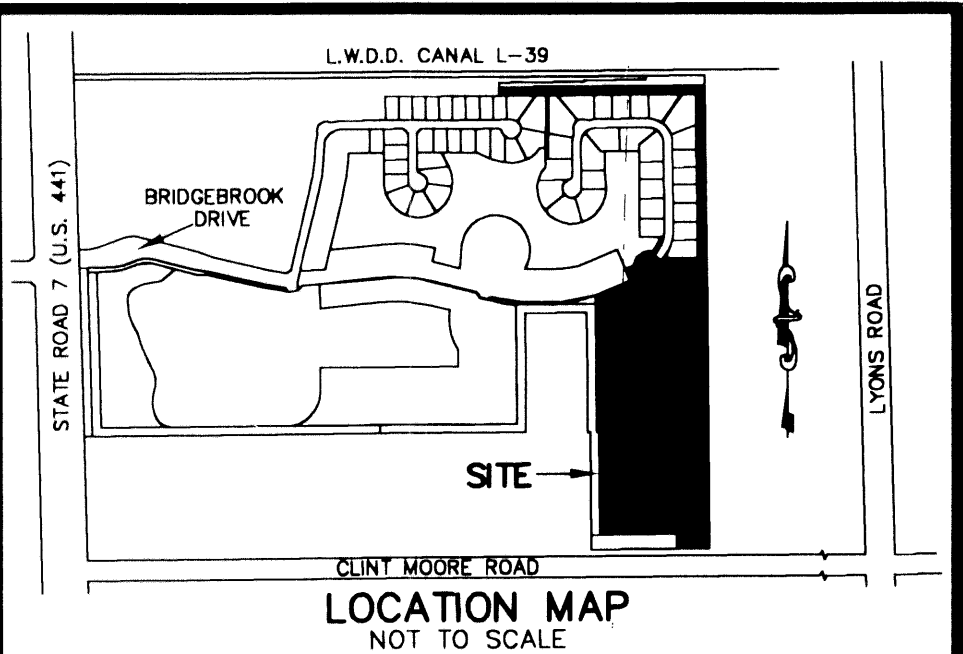 L.W.D.D. CANAL L-39
STATE ROAD 7 (U.S. 441)
BRIDGEBROOK
DRIVE
LYONS ROAD
SITE
CLINT MOORE ROAD
LOCATION MAP
NOT TO SCALE